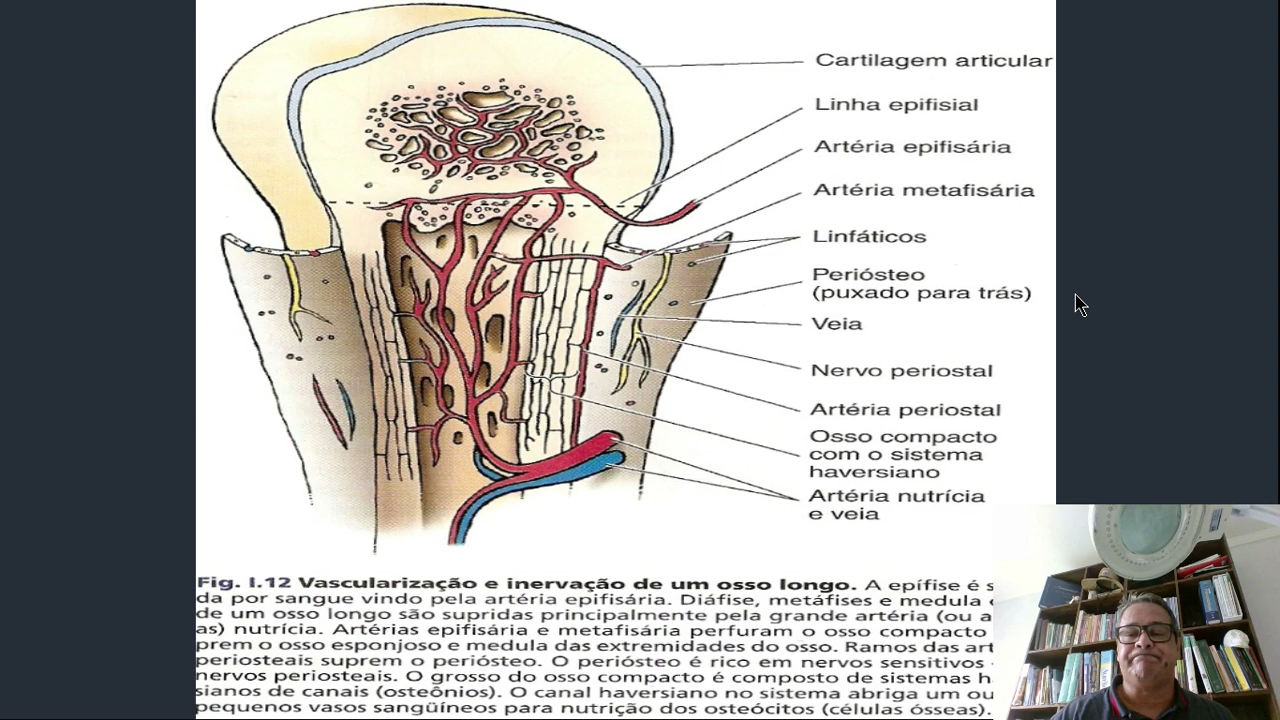 Cartilagem articular
Linha epifisial
Artéria epifisária
Artéria metafisária
Linfáticos
Periósteo
(puxado para trás)
Veia
Nervo periostal
Artéria periostal
Osso compacto
com o sistema
haversiano
Artéria nutrícia
e veia
Fig. I.12 Vascularização e inervação de um osso longo. A epífise é s
da por sangue vindo pela artéria epifisária. Diáfise, metáfises e medula
de um osso longo são supridas principalmente pela grande artéria (ou a
as) nutrícia. Artérias epifisária e metafisária perfuram o osso compacto
prem o osso esponjoso e medula das extremidades do osso. Ramos das art
periosteais suprem o periósteo. O periósteo é rico em nervos sensitivos -
nervos periosteais. O grosso do osso compacto é composto de sistemas h
sianos de canais (osteônios). O canal haversiano no sistema abriga um ou
pequenos vasos sangüíneos para nutrição dos osteócitos (células ósseas).